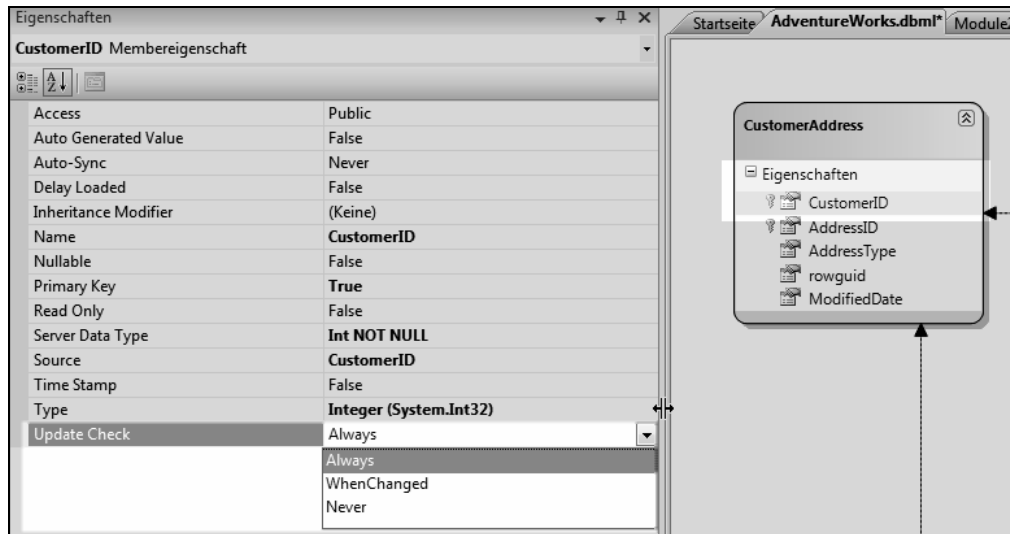 Eigenschaften
CustomerID Membereigenschaft
Access Public
Auto Generated Value False
Auto-Sync Never
Delay Loaded False
Inheritance Modifier (Keine)
Name CustomerID
Nullable False
Primary Key True
Read Only False
Server Data Type Int NOT NULL
Source CustomerID
Time Stamp False
Type Integer (System.Int32)
Update Check Always
Always
WhenChanged
Never
Startseite AdventureWorks.dbml* Module
CustomerAddress
Eigenschaften
CustomerID
AddressID
AddressType
rowguid
ModifiedDate